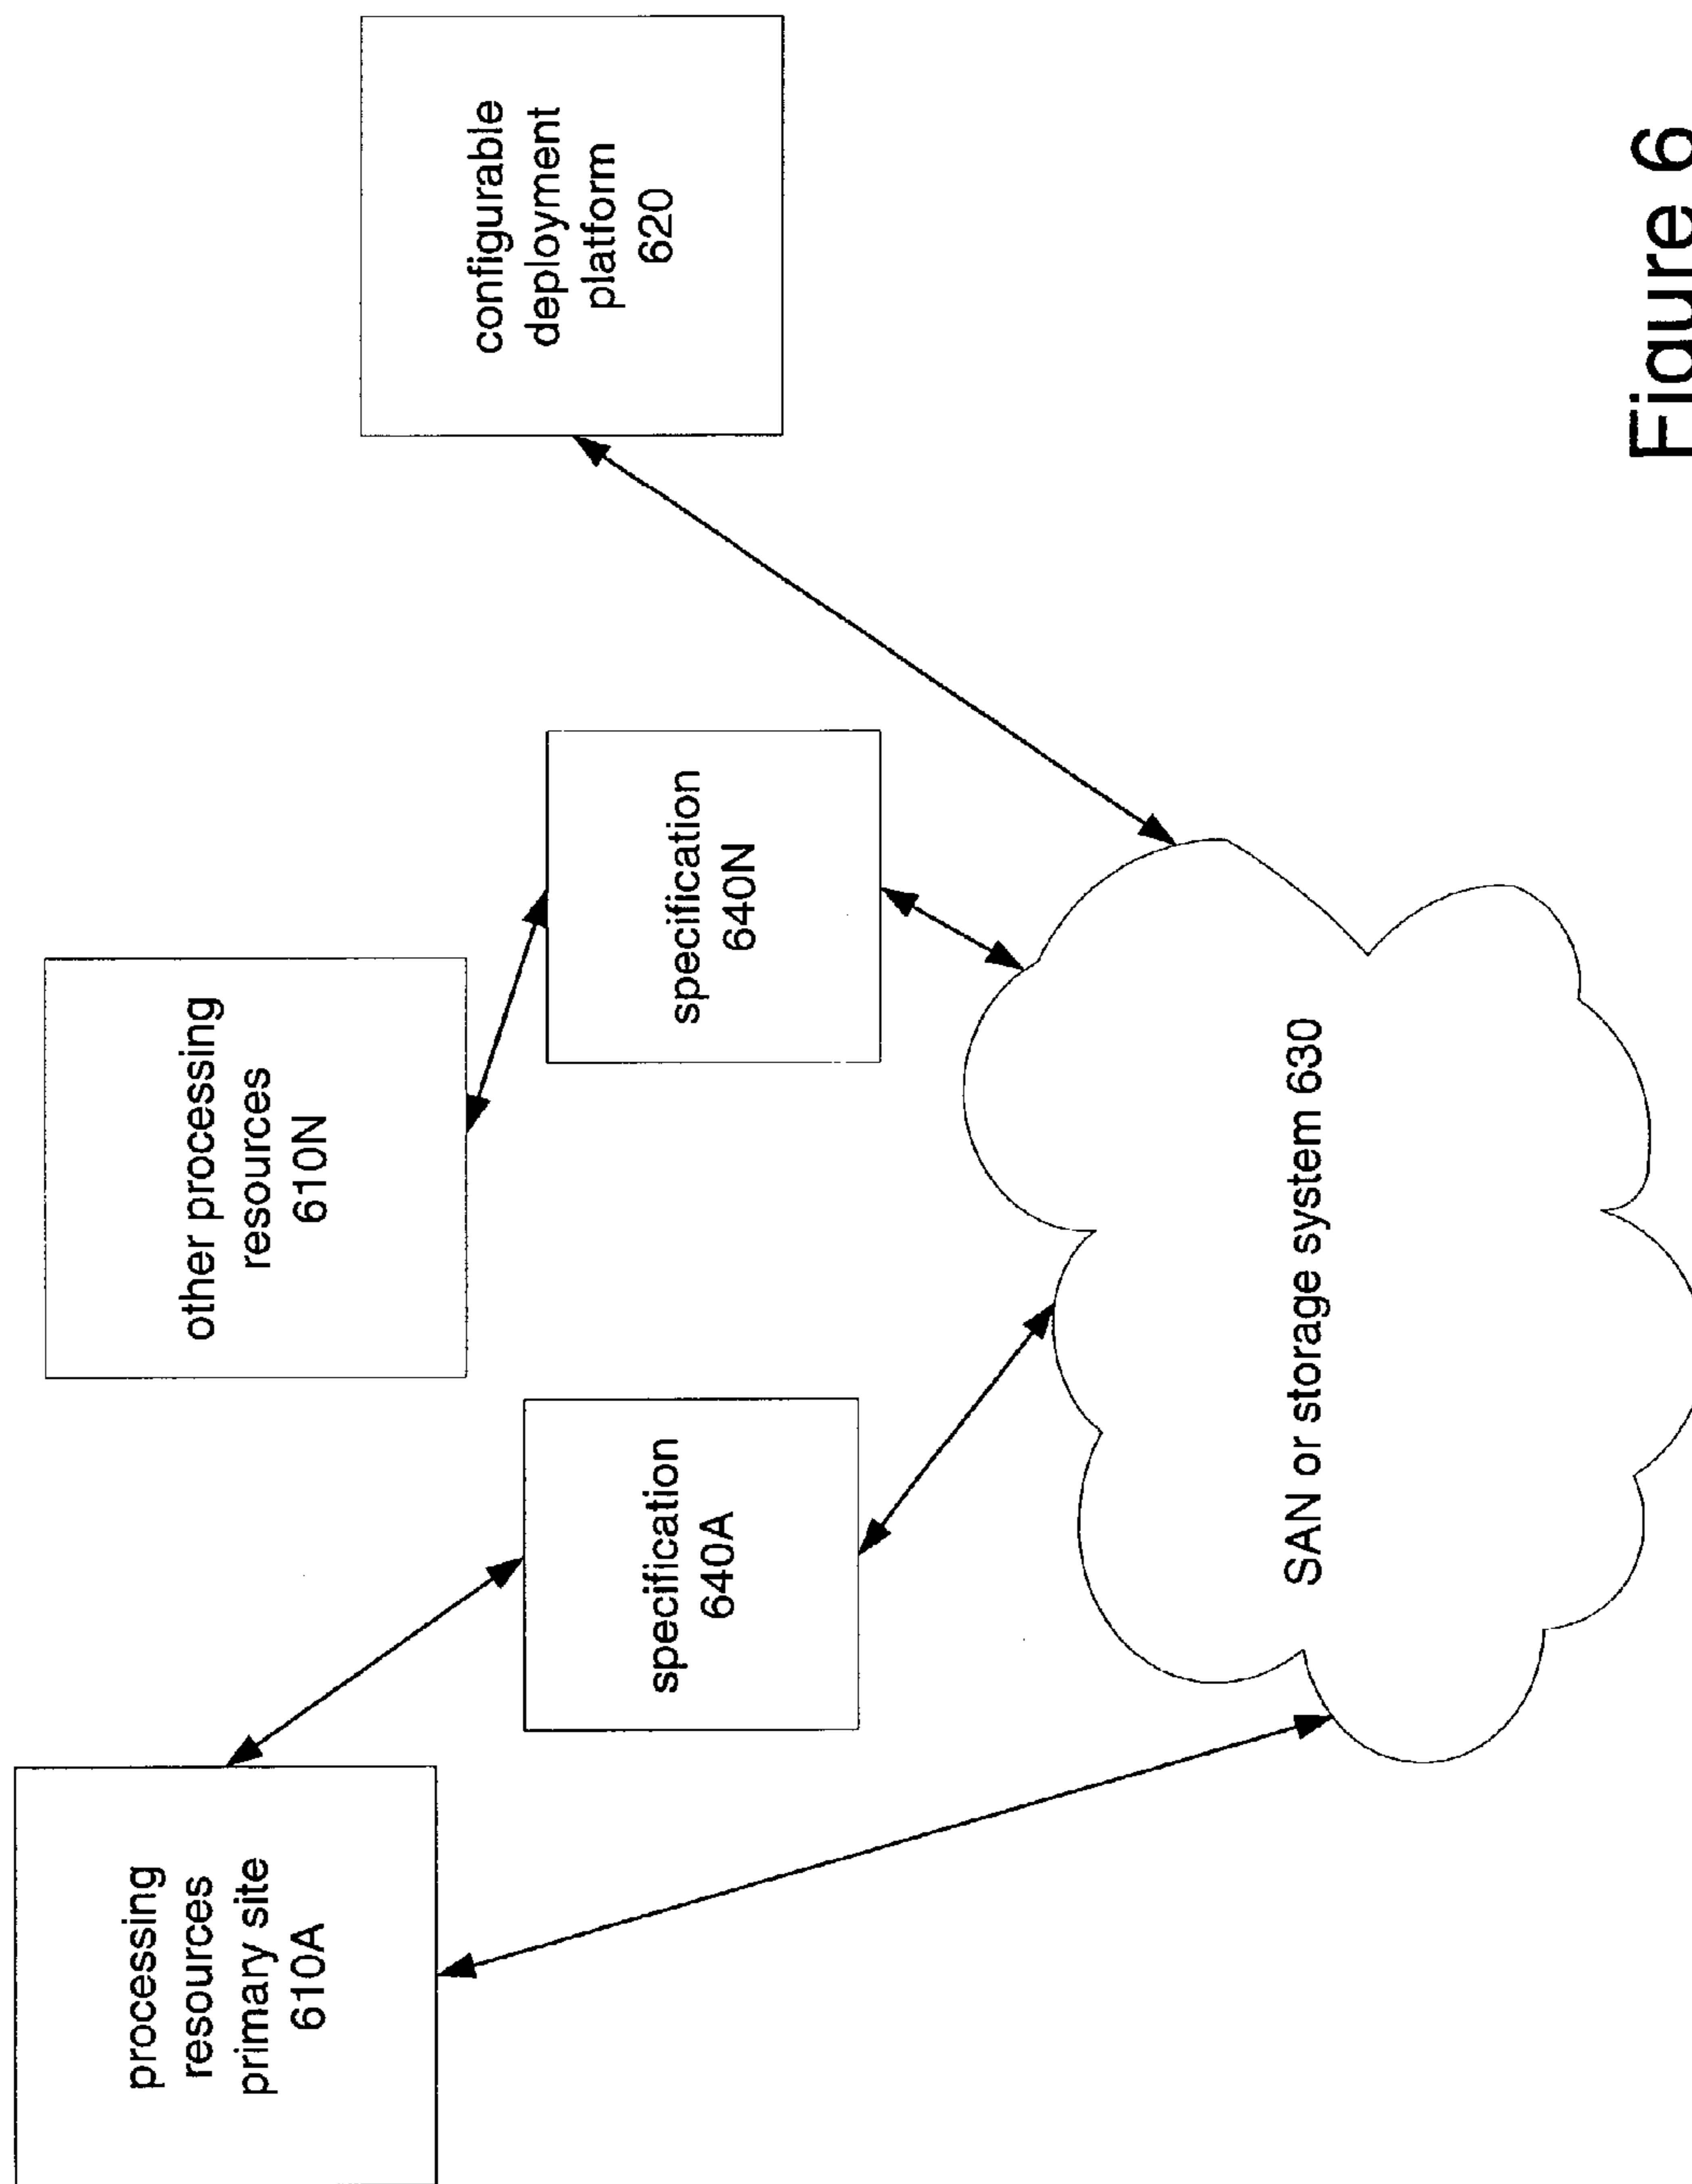 processing
resources
primary site
610A
other processing
resources
610N
configurable
deployment
platform
620
specification
640A
specification
640N
SAN or storage system 630
Figure 6